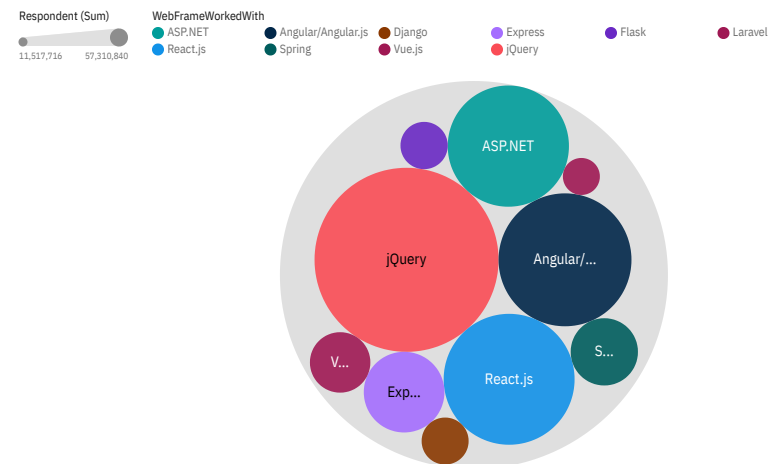 Respondent (Sum)
11,517,716 57,310,840
WebFrameWorkedWith
ASP.NET Angular/Angular.js Django Express Flask Laravel
React.js Spring Vue.js jQuery
ASP.NET
jQuery
Angular/...
S...
V...
React.js
Exp...